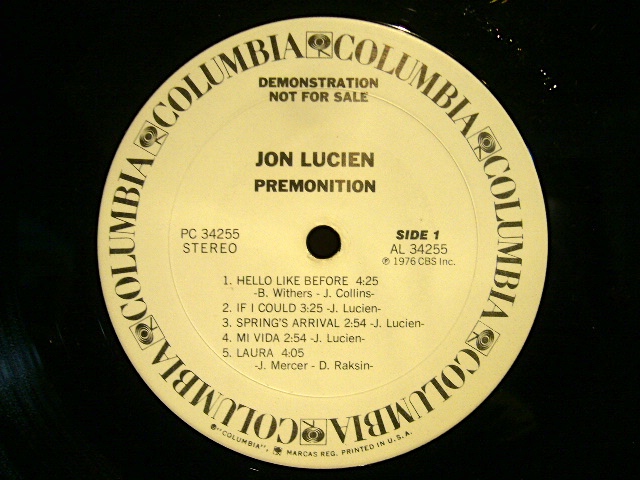 COLUMBIA COLUMBIA COLUMBIA COLUMBIA COLUMBIA COLUMBIA COLUMBIA
DEMONSTRATION
NOT FOR SALE
JON LUCIEN
PREMONITION
PC 34255
STEREO
SIDE 1
AL 34255
℗ 1976 CBS Inc.
1. HELLO LIKE BEFORE 4:25
-B. Withers - J. Collins-
2. IF I COULD 3:25 -J. Lucien-
3. SPRING'S ARRIVAL 2:54 -J. Lucien-
4. MI VIDA 2:54 -J. Lucien-
5. LAURA 4:05
-J. Mercer - D. Raksin-
®"COLUMBIA", MARCAS REG. PRINTED IN U.S.A.